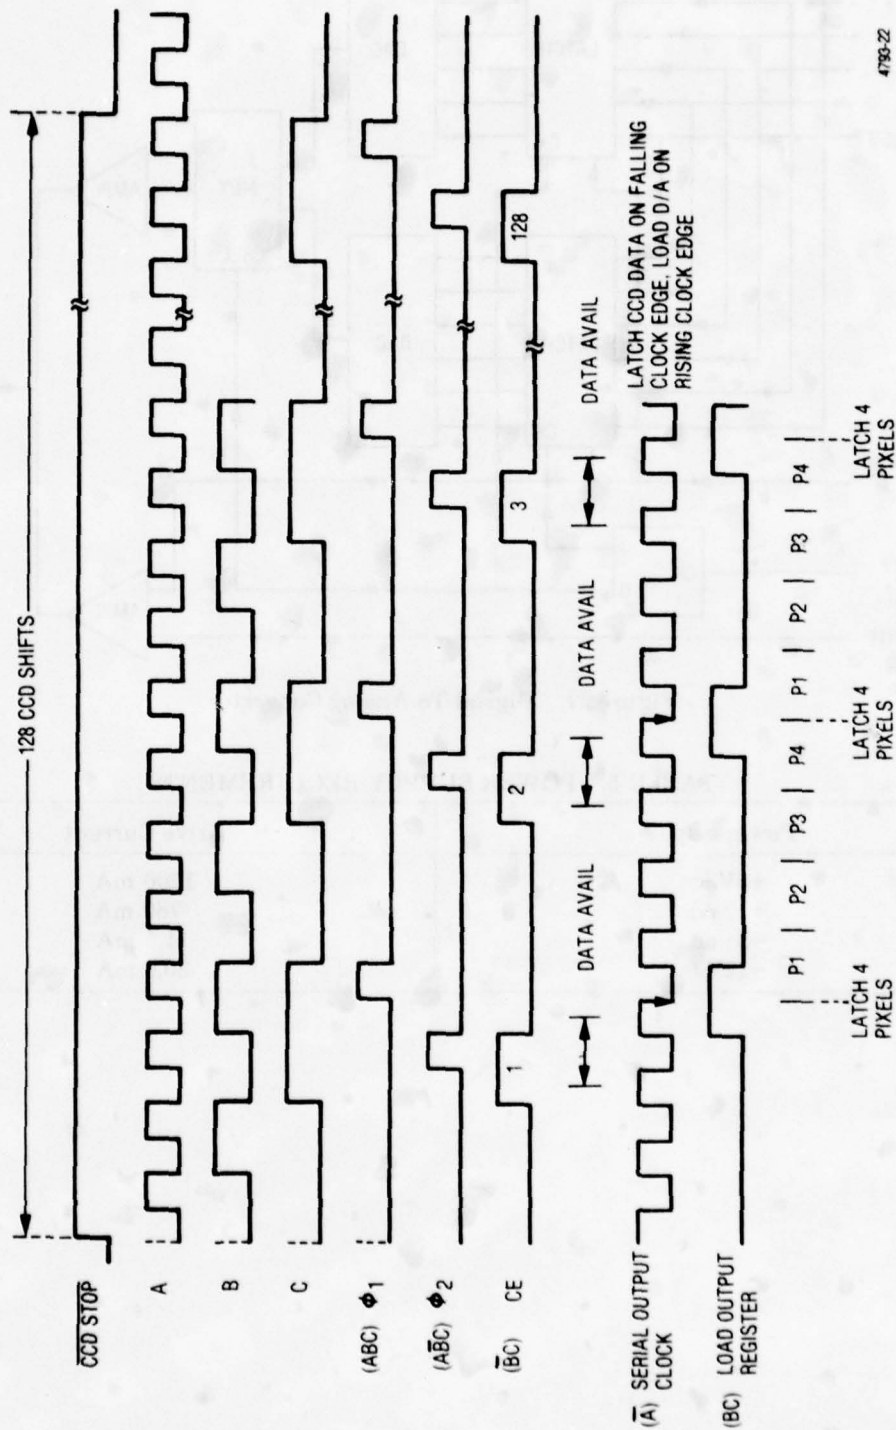 128 CCD SHIFTS
C̅C̅D̅ ̅S̅T̅O̅P̅
A
B
C
(ABC) Φ1
(AB̅C) Φ2
(B̅C) CE
1
2
3
128
DATA AVAIL
DATA AVAIL
DATA AVAIL
(A̅) SERIAL OUTPUT
CLOCK
LATCH CCD DATA ON FALLING
CLOCK EDGE, LOAD D/A ON
RISING CLOCK EDGE
(BC) LOAD OUTPUT
REGISTER
P1 P2 P3 P4 P1 P2 P3 P4
LATCH 4
PIXELS
LATCH 4
PIXELS
LATCH 4
PIXELS
4793-22